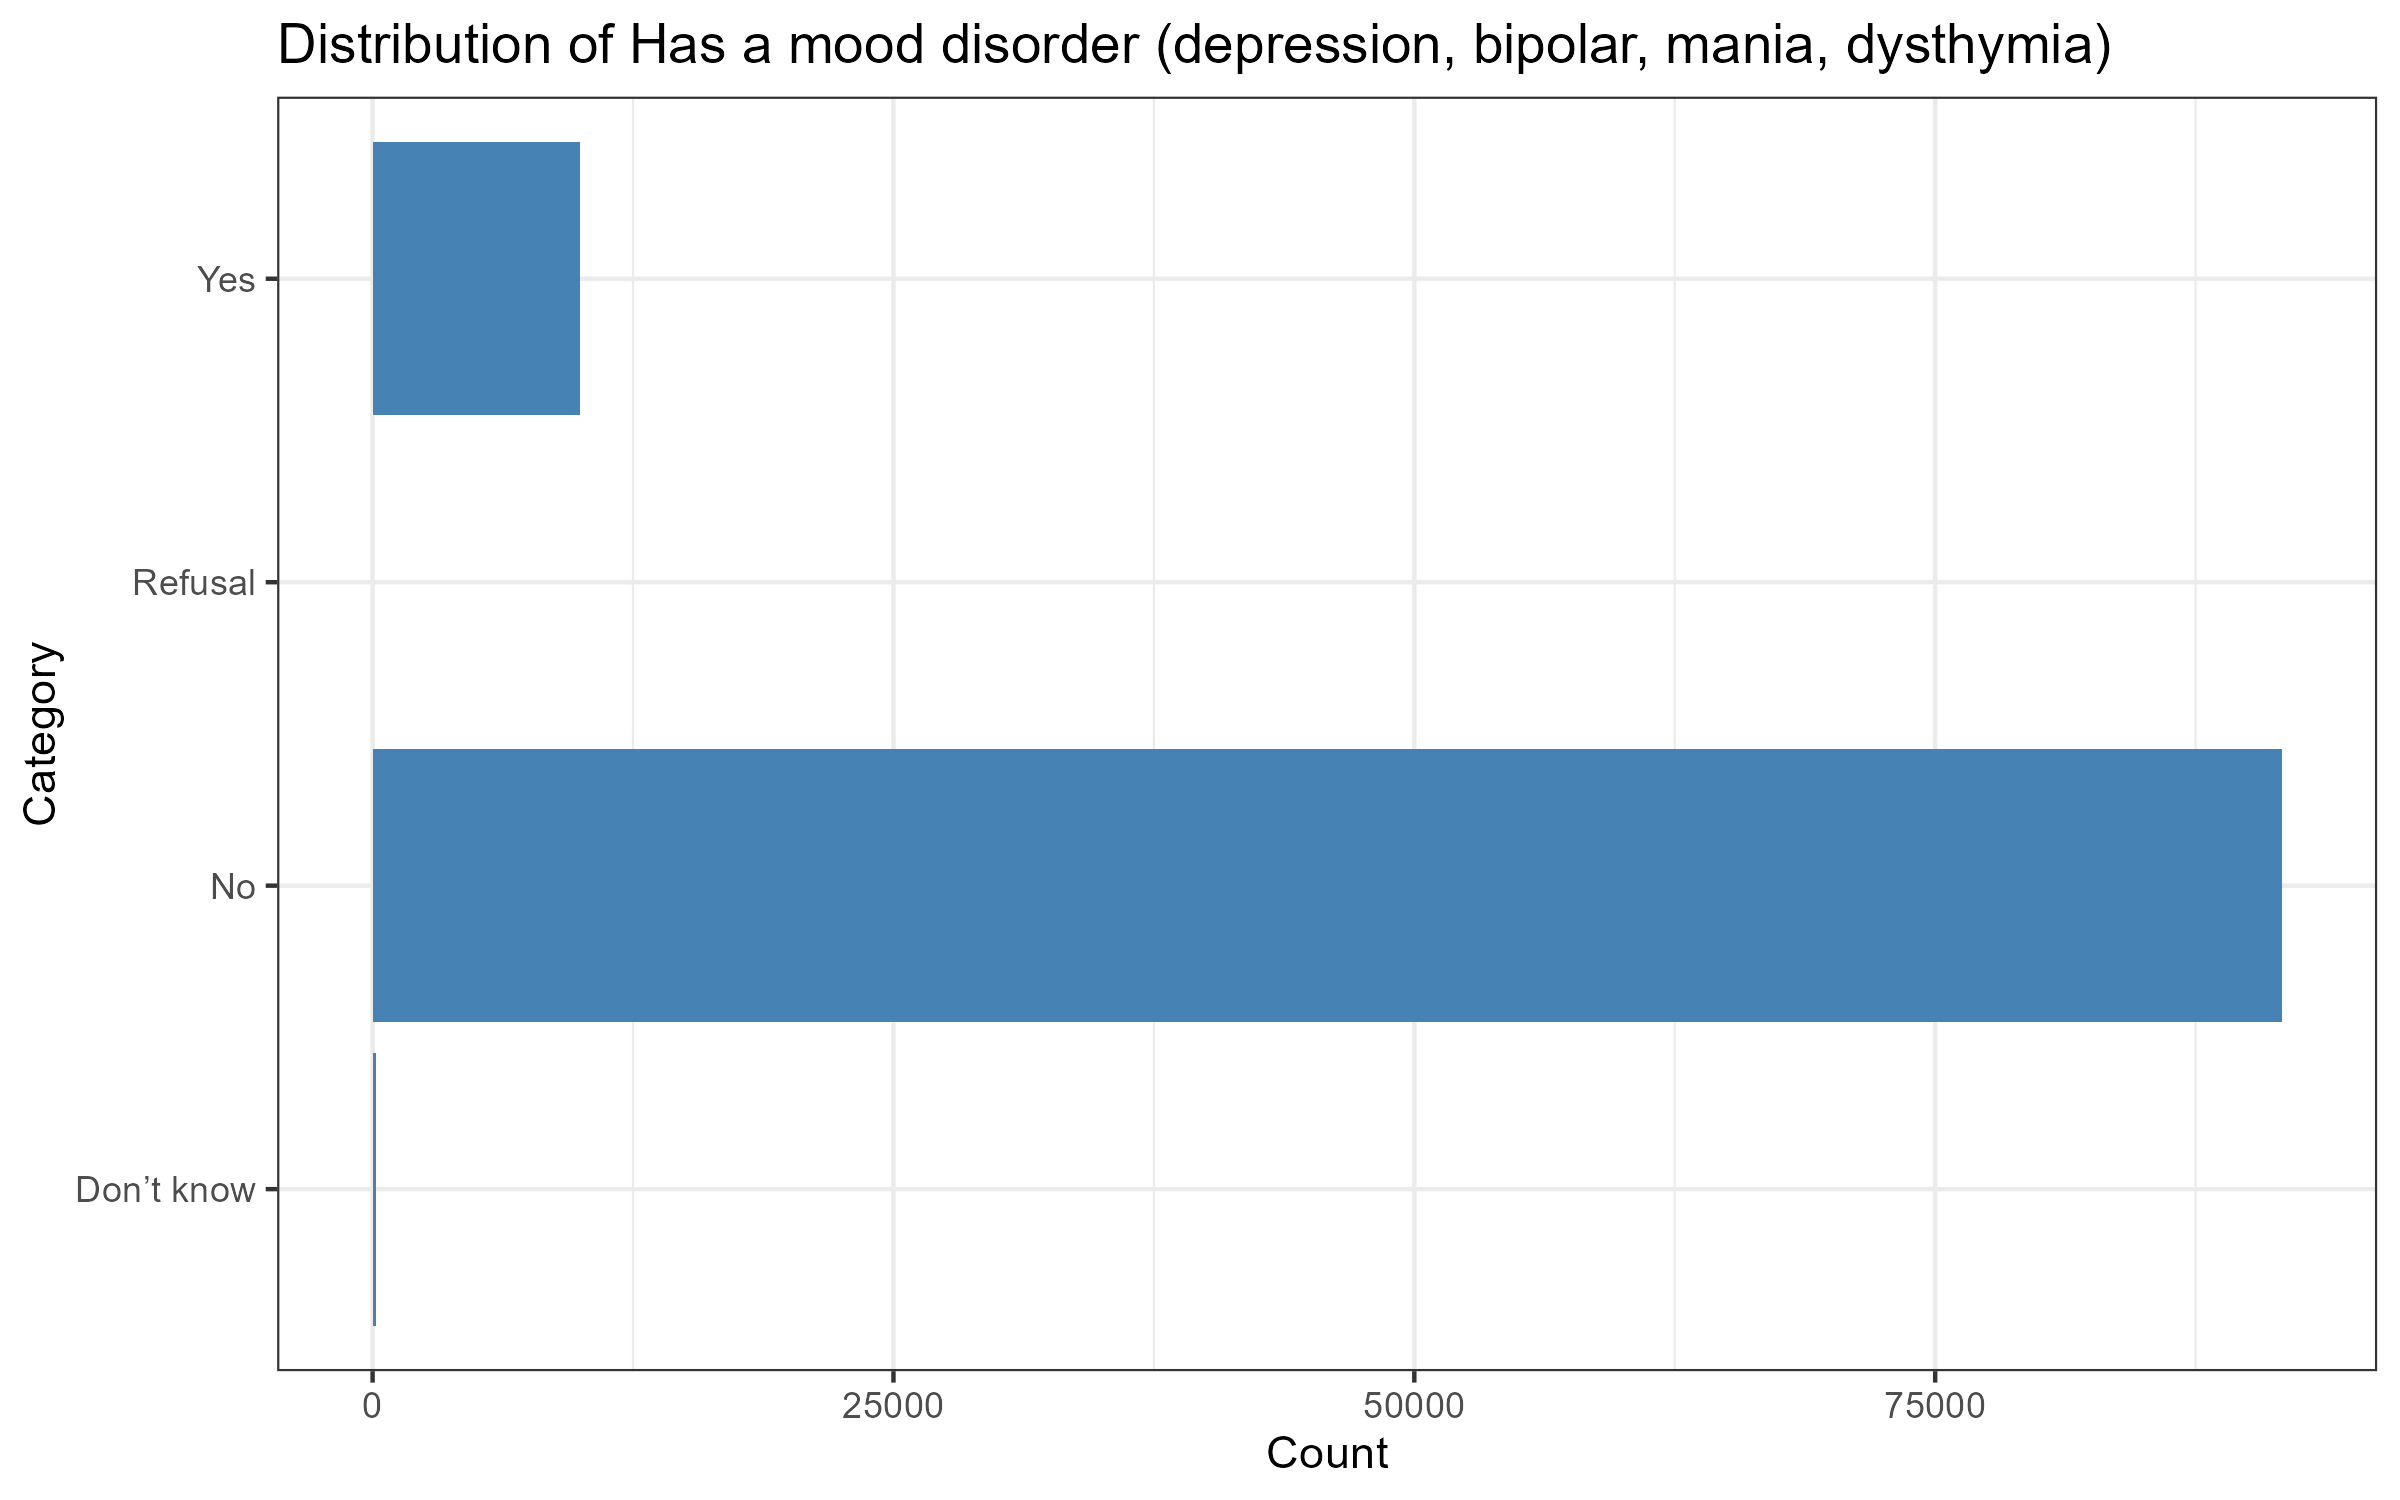 Distribution of Has a mood disorder (depression, bipolar, mania, dysthymia)
Yes
Refusal
No
Don’t know
Category
0 25000 50000 75000
Count